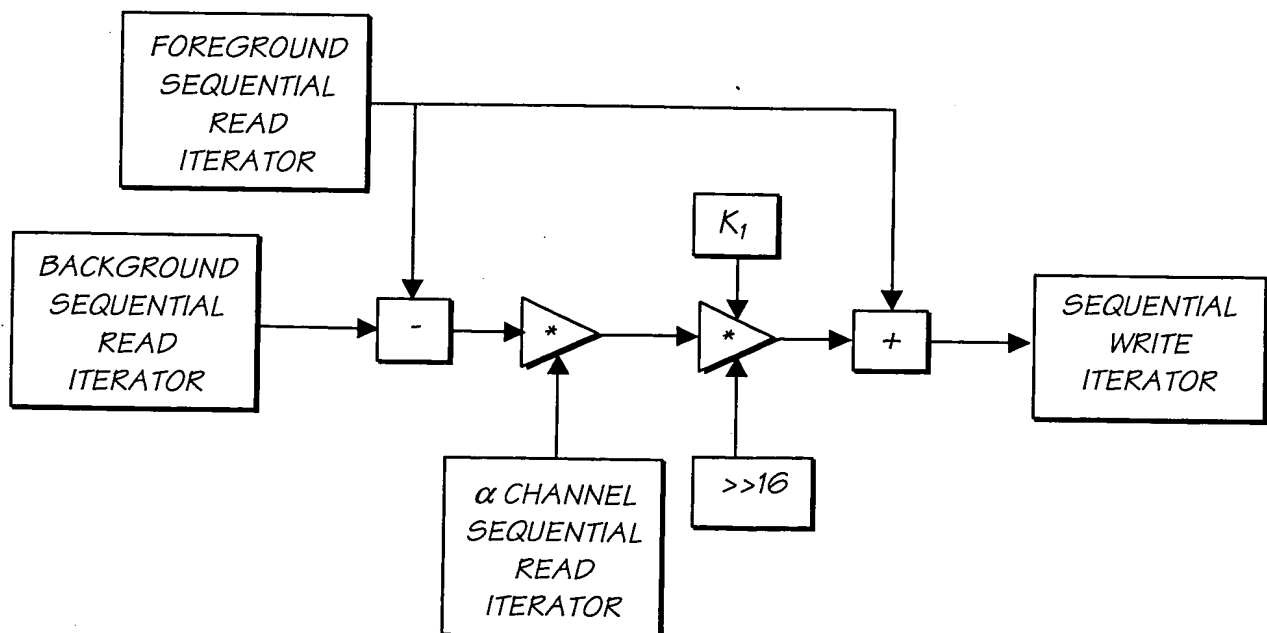 FOREGROUND
SEQUENTIAL
READ
ITERATOR
K₁
BACKGROUND
SEQUENTIAL
READ
ITERATOR
-
*
*
+
SEQUENTIAL
WRITE
ITERATOR
α CHANNEL
SEQUENTIAL
READ
ITERATOR
>>16